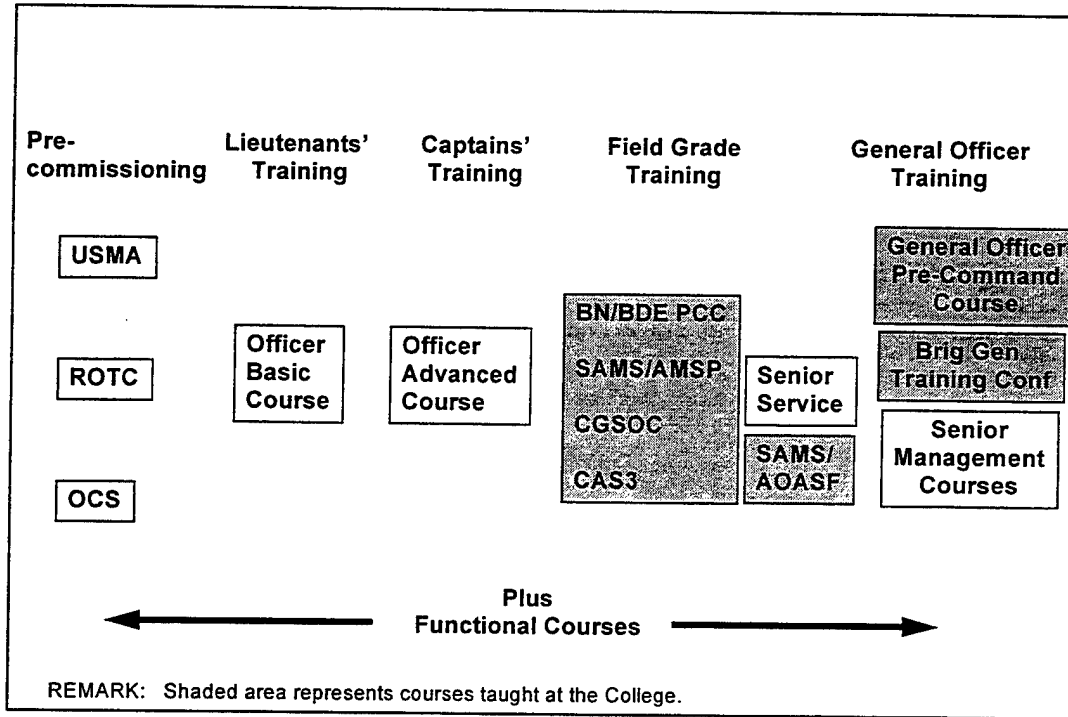 Pre-
commissioning
Lieutenants'
Training
Captains'
Training
Field Grade
Training
General Officer
Training
USMA
ROTC
OCS
Officer
Basic
Course
Officer
Advanced
Course
BN/BDE PCC
SAMS/AMSP
CGSOC
CAS3
Senior
Service
SAMS/
AOASF
General Officer
Pre-Command
Course
Brig Gen
Training Conf
Senior
Management
Courses
Plus
Functional Courses
REMARK: Shaded area represents courses taught at the College.